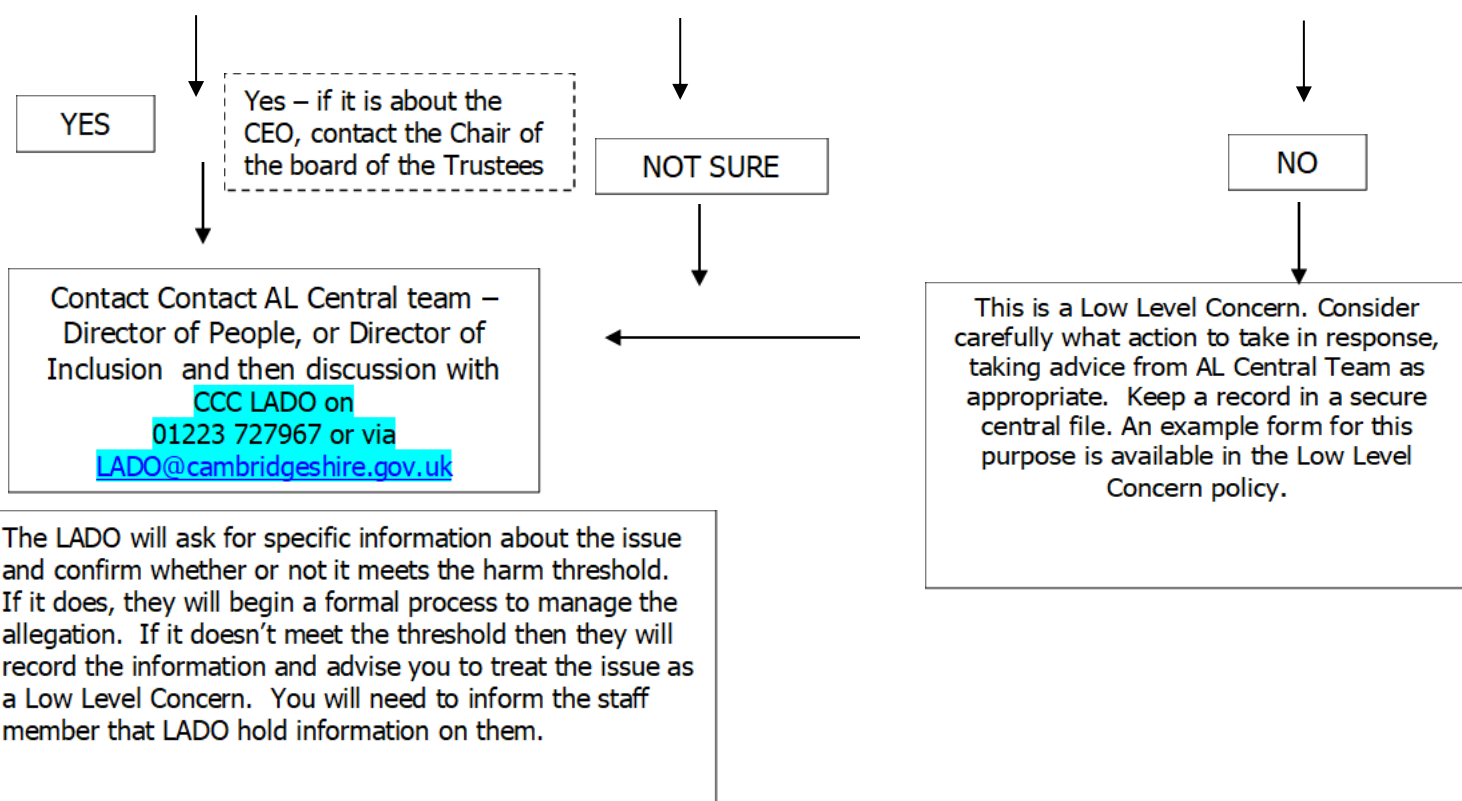 YES
Yes – if it is about the
CEO, contact the Chair of
the board of the Trustees
NOT SURE
NO
Contact Contact AL Central team –
Director of People, or Director of
Inclusion and then discussion with
CCC LADO on
01223 727967 or via
LADO@cambridgeshire.gov.uk
This is a Low Level Concern. Consider
carefully what action to take in response,
taking advice from AL Central Team as
appropriate. Keep a record in a secure
central file. An example form for this
purpose is available in the Low Level
Concern policy.
The LADO will ask for specific information about the issue
and confirm whether or not it meets the harm threshold.
If it does, they will begin a formal process to manage the
allegation. If it doesn’t meet the threshold then they will
record the information and advise you to treat the issue as
a Low Level Concern. You will need to inform the staff
member that LADO hold information on them.